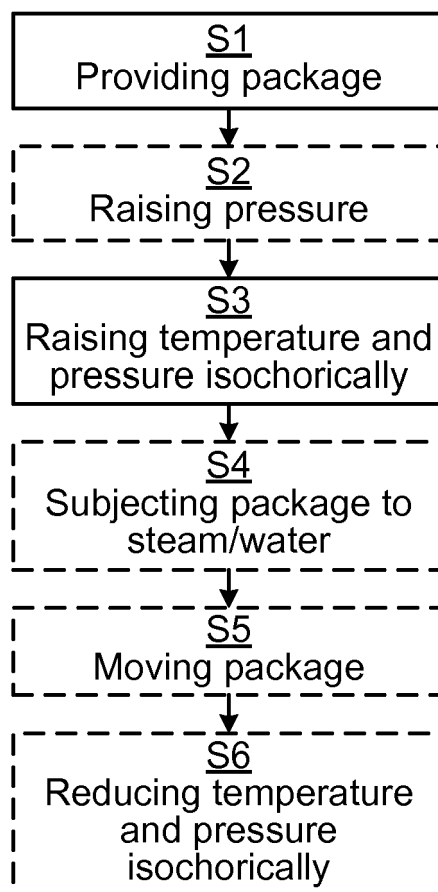 S1
Providing package
S2
Raising pressure
S3
Raising temperature and
pressure isochorically
S4
Subjecting package to
steam/water
S5
Moving package
S6
Reducing temperature
and pressure
isochorically